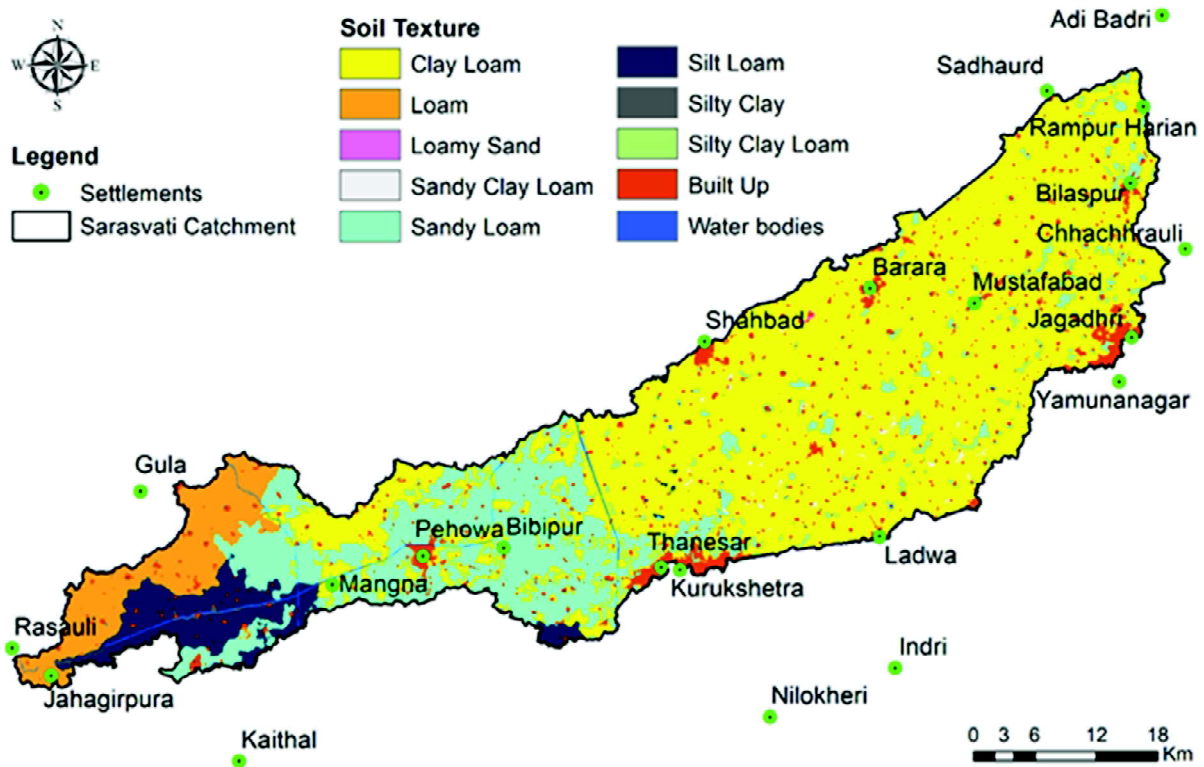 N
W E
S
Legend
Settlements
Sarasvati Catchment
Soil Texture
Clay Loam
Loam
Loamy Sand
Sandy Clay Loam
Sandy Loam
Silt Loam
Silty Clay
Silty Clay Loam
Built Up
Water bodies
Adi Badri
Sadhaurd
Rampur Harian
Bilaspur
Chhachhrauli
Barara
Mustafabad
Jagadhri
Shahbad
Yamunanagar
Gula
Pehowa
Bibipur
Thanesar
Ladwa
Mangna
Kurukshetra
Rasauli
Indri
Jahagirpura
Nilokheri
Kaithal
0 3 6 12 18
Km